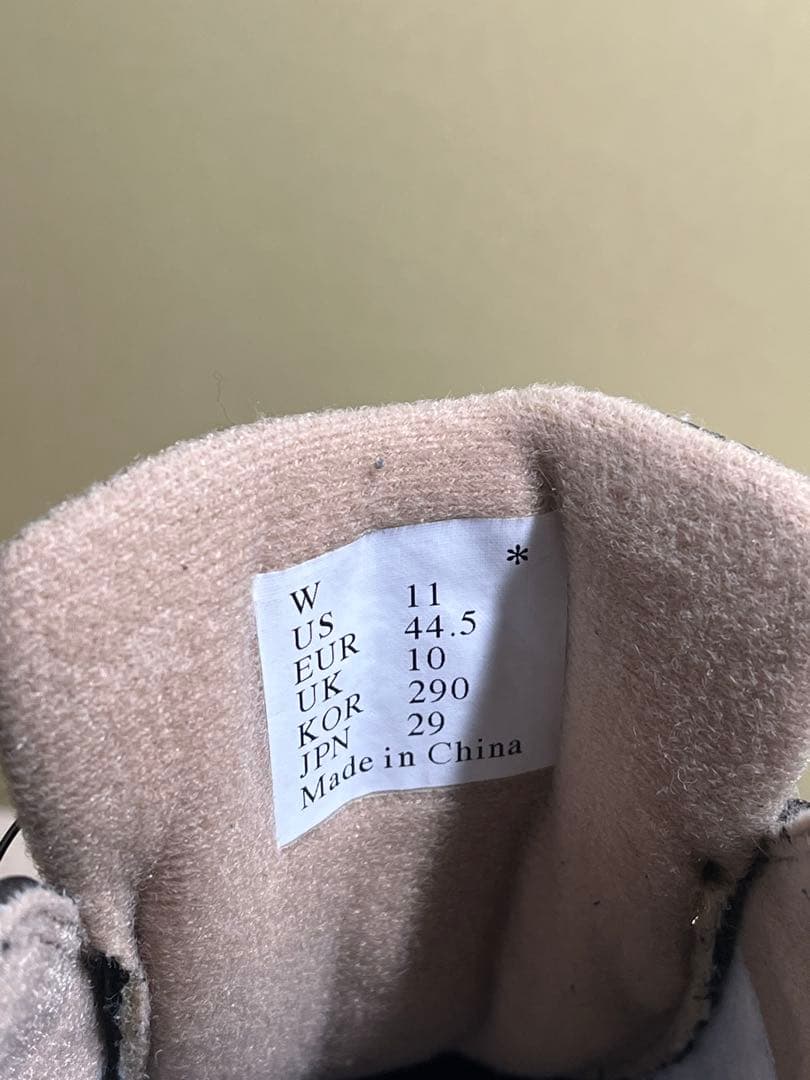 W *
US 11
EUR 44.5
UK 10
KOR 290
JPN 29
Made in China